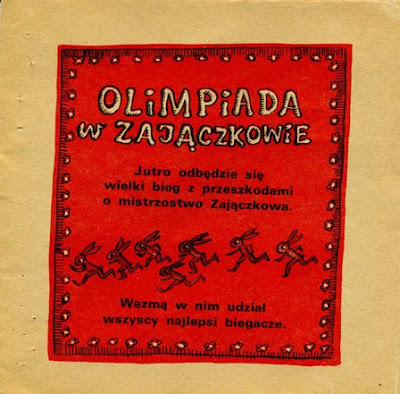 OLiMPiADA
w ZAJĄCZKOWiE
Jutro odbędzie się
wielki bieg z przeszkodami
o mistrzostwo Zajączkowa.
Wezmą w nim udział
wszyscy najlepsi biegacze.